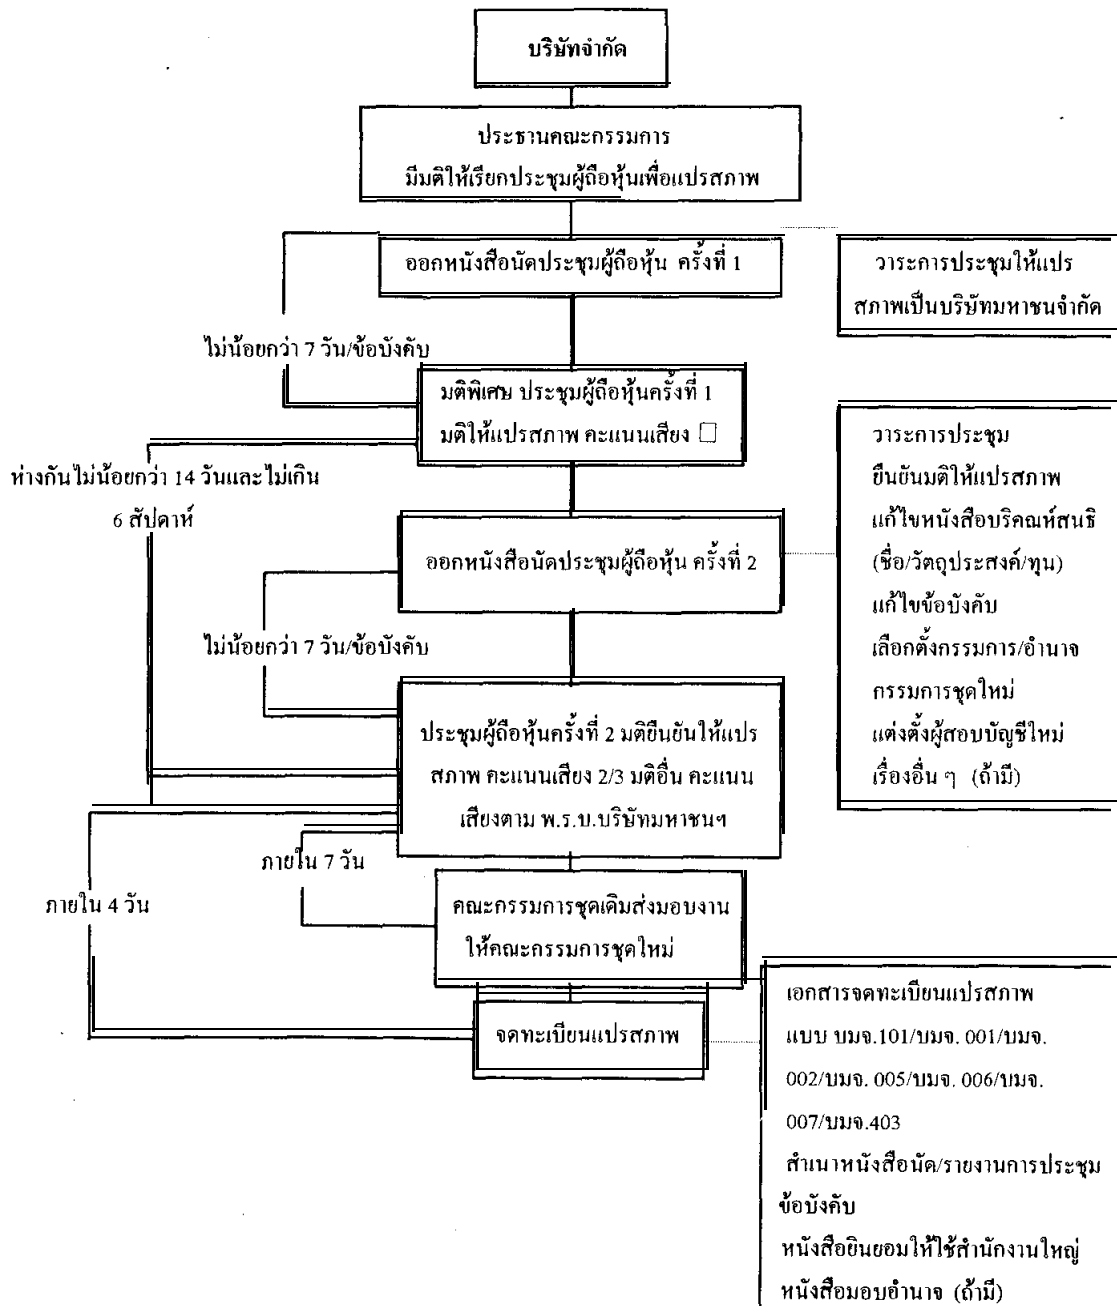 บริษัทจำกัด
ประธานคณะกรรมการ
มีมติให้เรียกประชุมผู้ถือหุ้นเพื่อแปรสภาพ
ออกหนังสือนัดประชุมผู้ถือหุ้น ครั้งที่ 1
วาระการประชุมให้แปร
สภาพเป็นบริษัทมหาชนจำกัด
ไม่น้อยกว่า 7 วัน/ข้อบังคับ
มติพิเศษ ประชุมผู้ถือหุ้นครั้งที่ 1
มติให้แปรสภาพ คะแนนเสียง □
ห่างกันไม่น้อยกว่า 14 วันและไม่เกิน
6 สัปดาห์
วาระการประชุม
ยืนยันมติให้แปรสภาพ
แก้ไขหนังสือบริคณห์สนธิ
(ชื่อ/วัตถุประสงค์/ทุน)
แก้ไขข้อบังคับ
เลือกตั้งกรรมการ/อำนาจ
กรรมการชุดใหม่
แต่งตั้งผู้สอบบัญชีใหม่
เรื่องอื่น ๆ (ถ้ามี)
ออกหนังสือนัดประชุมผู้ถือหุ้น ครั้งที่ 2
ไม่น้อยกว่า 7 วัน/ข้อบังคับ
ประชุมผู้ถือหุ้นครั้งที่ 2 มติยืนยันให้แปร
สภาพ คะแนนเสียง 2/3 มติอื่น คะแนน
เสียงตาม พ.ร.บ.บริษัทมหาชนฯ
ภายใน 7 วัน
ภายใน 4 วัน
คณะกรรมการชุดเดิมส่งมอบงาน
ให้คณะกรรมการชุดใหม่
จดทะเบียนแปรสภาพ
เอกสารจดทะเบียนแปรสภาพ
แบบ บมจ.101/บมจ. 001/บมจ.
002/บมจ. 005/บมจ. 006/บมจ.
007/บมจ.403
สำเนาหนังสือนัด/รายงานการประชุม
ข้อบังคับ
หนังสือยินยอมให้ใช้สำนักงานใหญ่
หนังสือมอบอำนาจ (ถ้ามี)